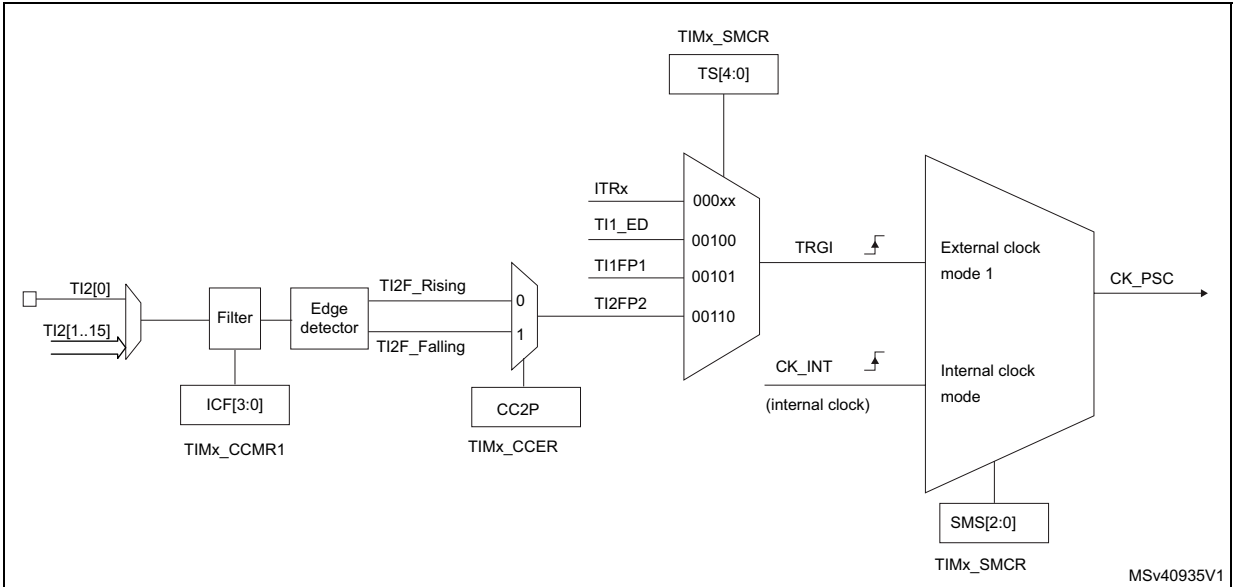 TIMx_SMCR
TS[4:0]
ITRx
000xx
TI1_ED
00100
TI1FP1
00101
TI2FP2
00110
TRGI
External clock
mode 1
CK_PSC
TI2[0]
TI2[1..15]
Filter
Edge
detector
TI2F_Rising
TI2F_Falling
0
1
CK_INT
(internal clock)
Internal clock
mode
ICF[3:0]
TIMx_CCMR1
CC2P
TIMx_CCER
SMS[2:0]
TIMx_SMCR
MSv40935V1